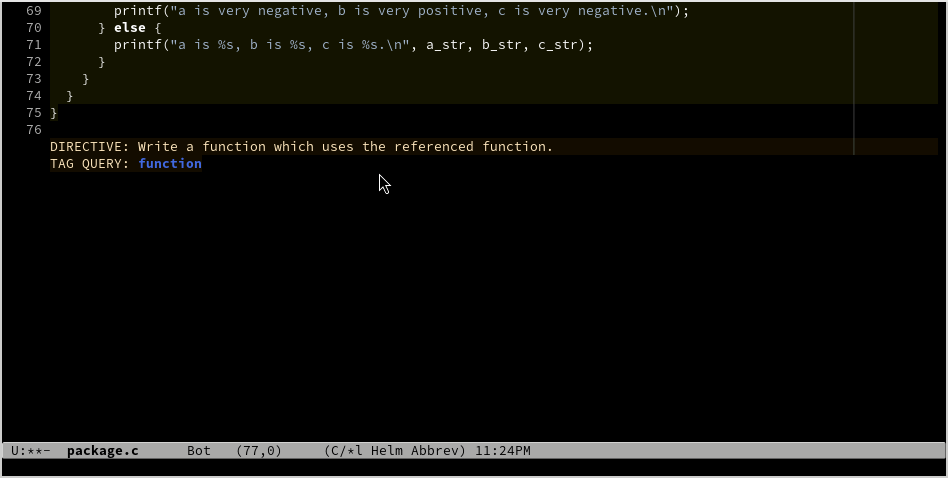 69         printf("a is very negative, b is very positive, c is very negative.\n");
70       } else {
71         printf("a is %s, b is %s, c is %s.\n", a_str, b_str, c_str);
72       }
73     }
74   }
75 }
76
DIRECTIVE: Write a function which uses the referenced function.
TAG QUERY: function
U:**-  package.c      Bot   (77,0)     (C/*l Helm Abbrev) 11:24PM